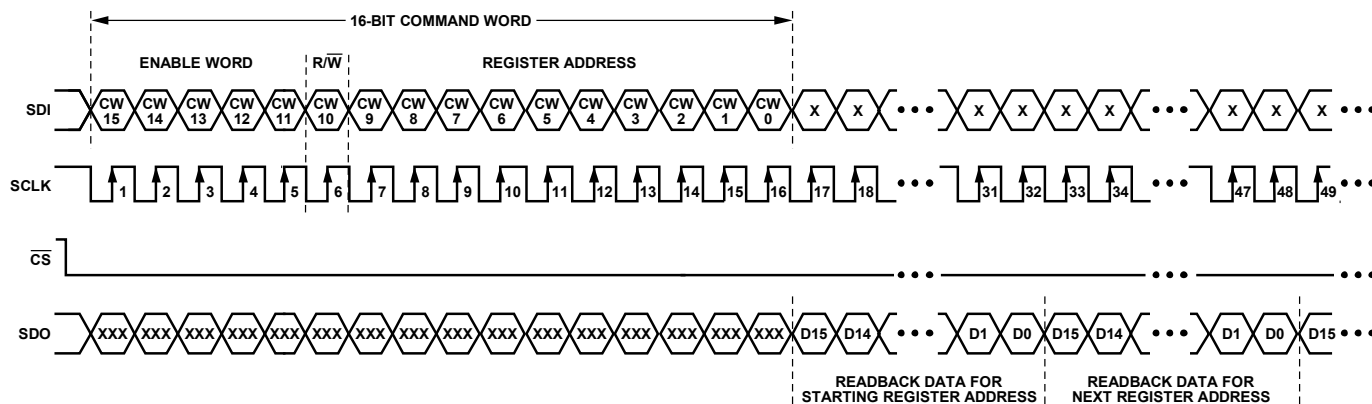 16-BIT COMMAND WORD
ENABLE WORD R/W̅ REGISTER ADDRESS
SDI CW 15 CW 14 CW 13 CW 12 CW 11 CW 10 CW 9 CW 8 CW 7 CW 6 CW 5 CW 4 CW 3 CW 2 CW 1 CW 0 X X X X X X X X X
SCLK 1 2 3 4 5 6 7 8 9 10 11 12 13 14 15 16 17 18 31 32 33 34 47 48 49
C̅S̅
SDO XXX XXX XXX XXX XXX XXX XXX XXX XXX XXX XXX XXX XXX XXX XXX XXX D15 D14 D1 D0 D15 D14 D1 D0 D15
READBACK DATA FOR READBACK DATA FOR
STARTING REGISTER ADDRESS NEXT REGISTER ADDRESS